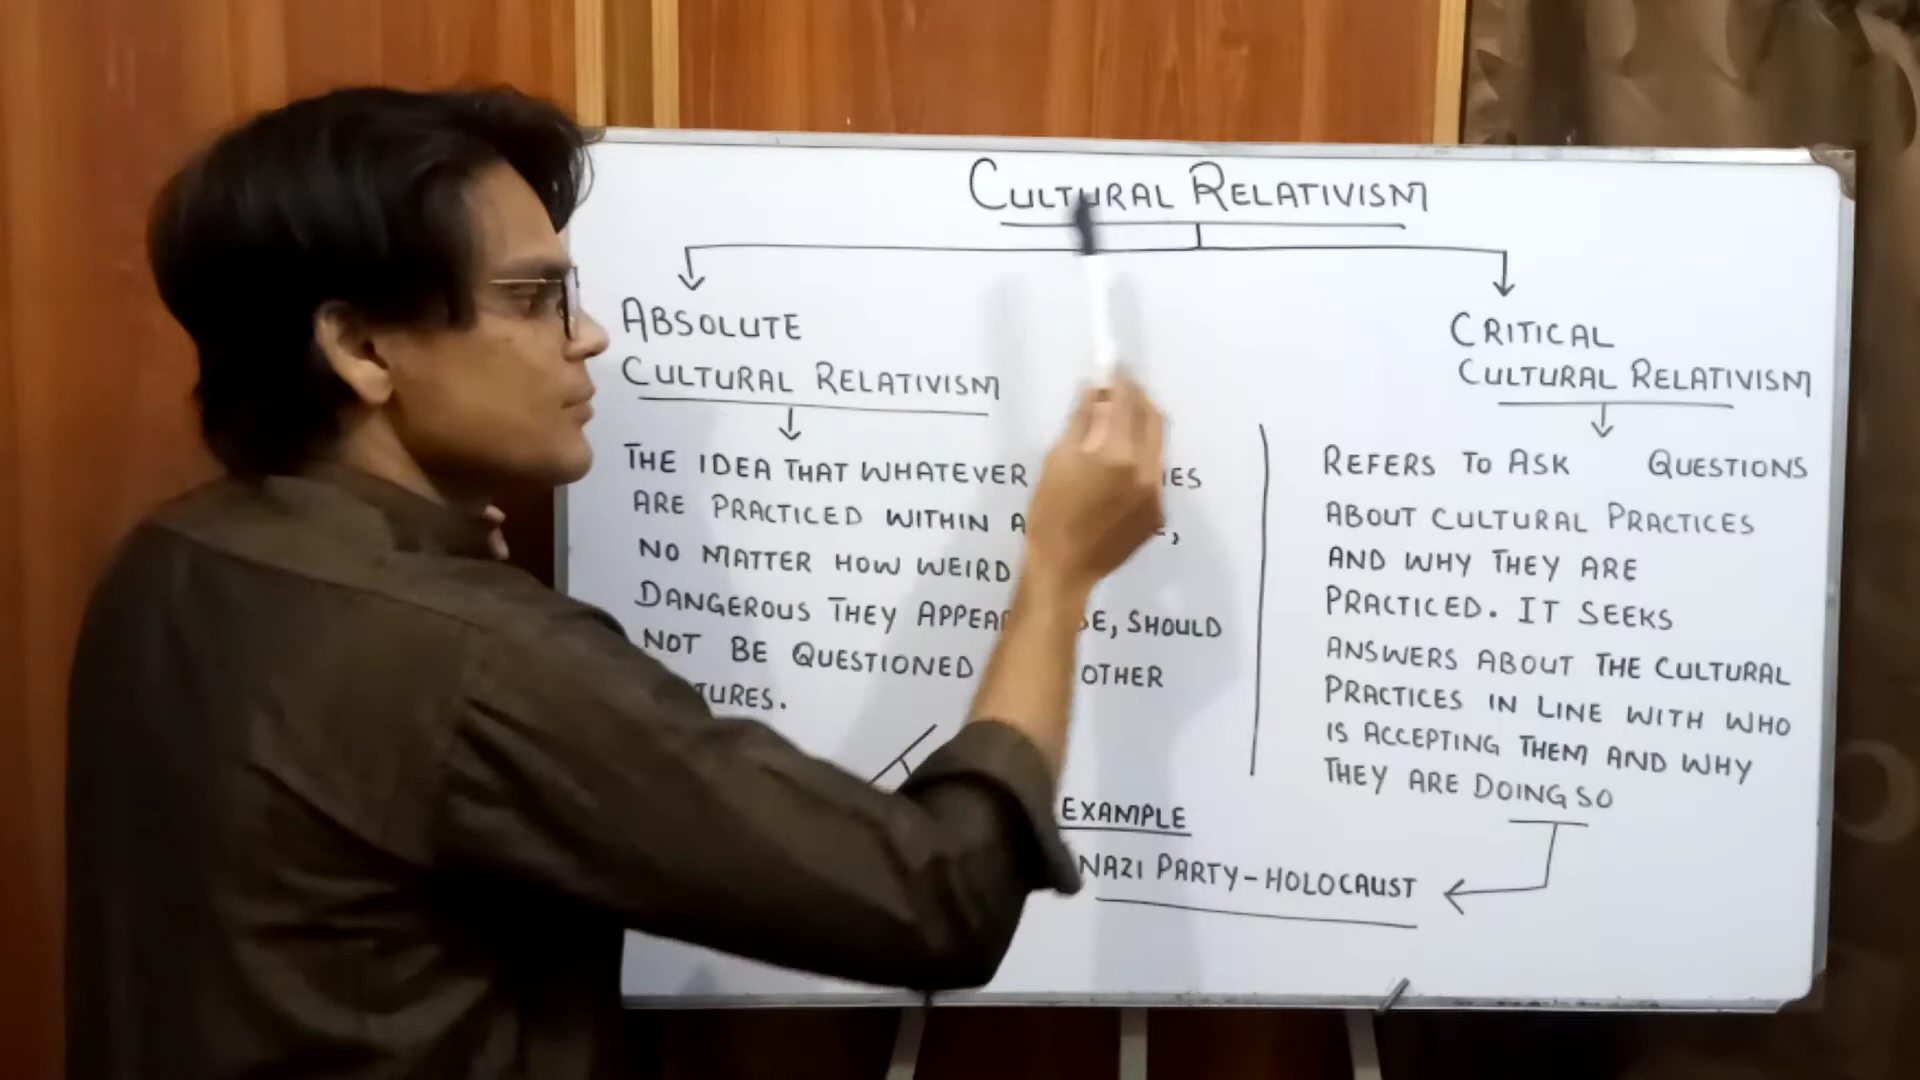 CULTURAL RELATIVISM
ABSOLUTE
CULTURAL RELATIVISM
THE IDEA THAT WHATEVER
ARE PRACTICED WITHIN A
NO MATTER HOW WEIRD
DANGEROUS THEY APPEAR BE, SHOULD
NOT BE QUESTIONED OTHER
CRITICAL
CULTURAL RELATIVISM
REFERS TO ASK QUESTIONS
ABOUT CULTURAL PRACTICES
AND WHY THEY ARE
PRACTICED. IT SEEKS
ANSWERS ABOUT THE CULTURAL
PRACTICES IN LINE WITH WHO
IS ACCEPTING THEM AND WHY
THEY ARE DOING SO
EXAMPLE
NAZI PARTY-HOLOCAUST